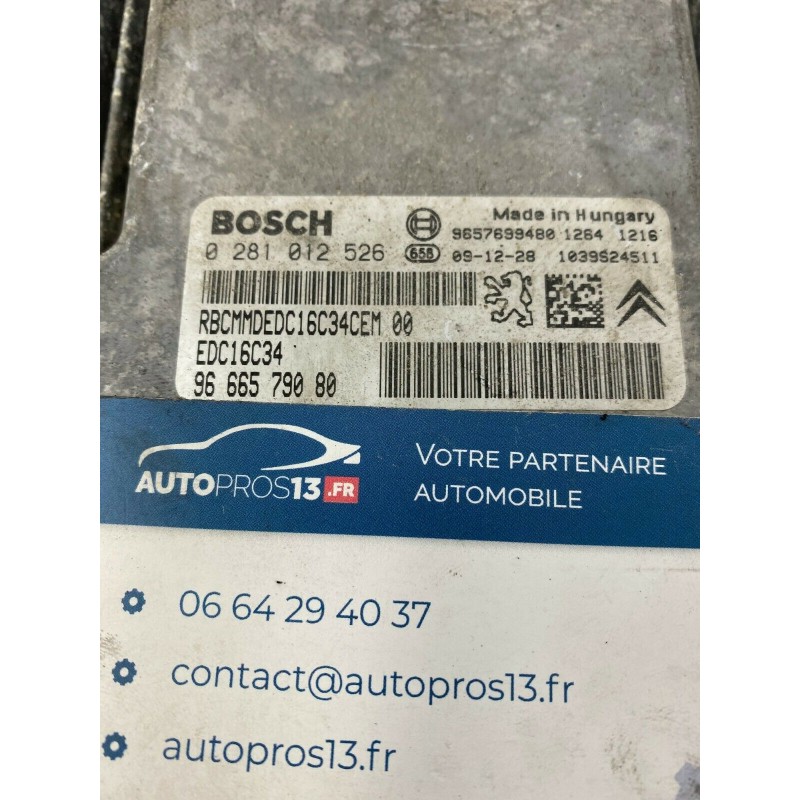 BOSCH
Made in Hungary
9657699480 1264 1216
0 281 012 526
658 09-12-28 1039S24511
RBCMMDEDC16C34CEM 00
EDC16C34
96 665 790 80
AUTOPROS13.FR
VOTRE PARTENAIRE
AUTOMOBILE
06 64 29 40 37
contact@autopros13.fr
autopros13.fr